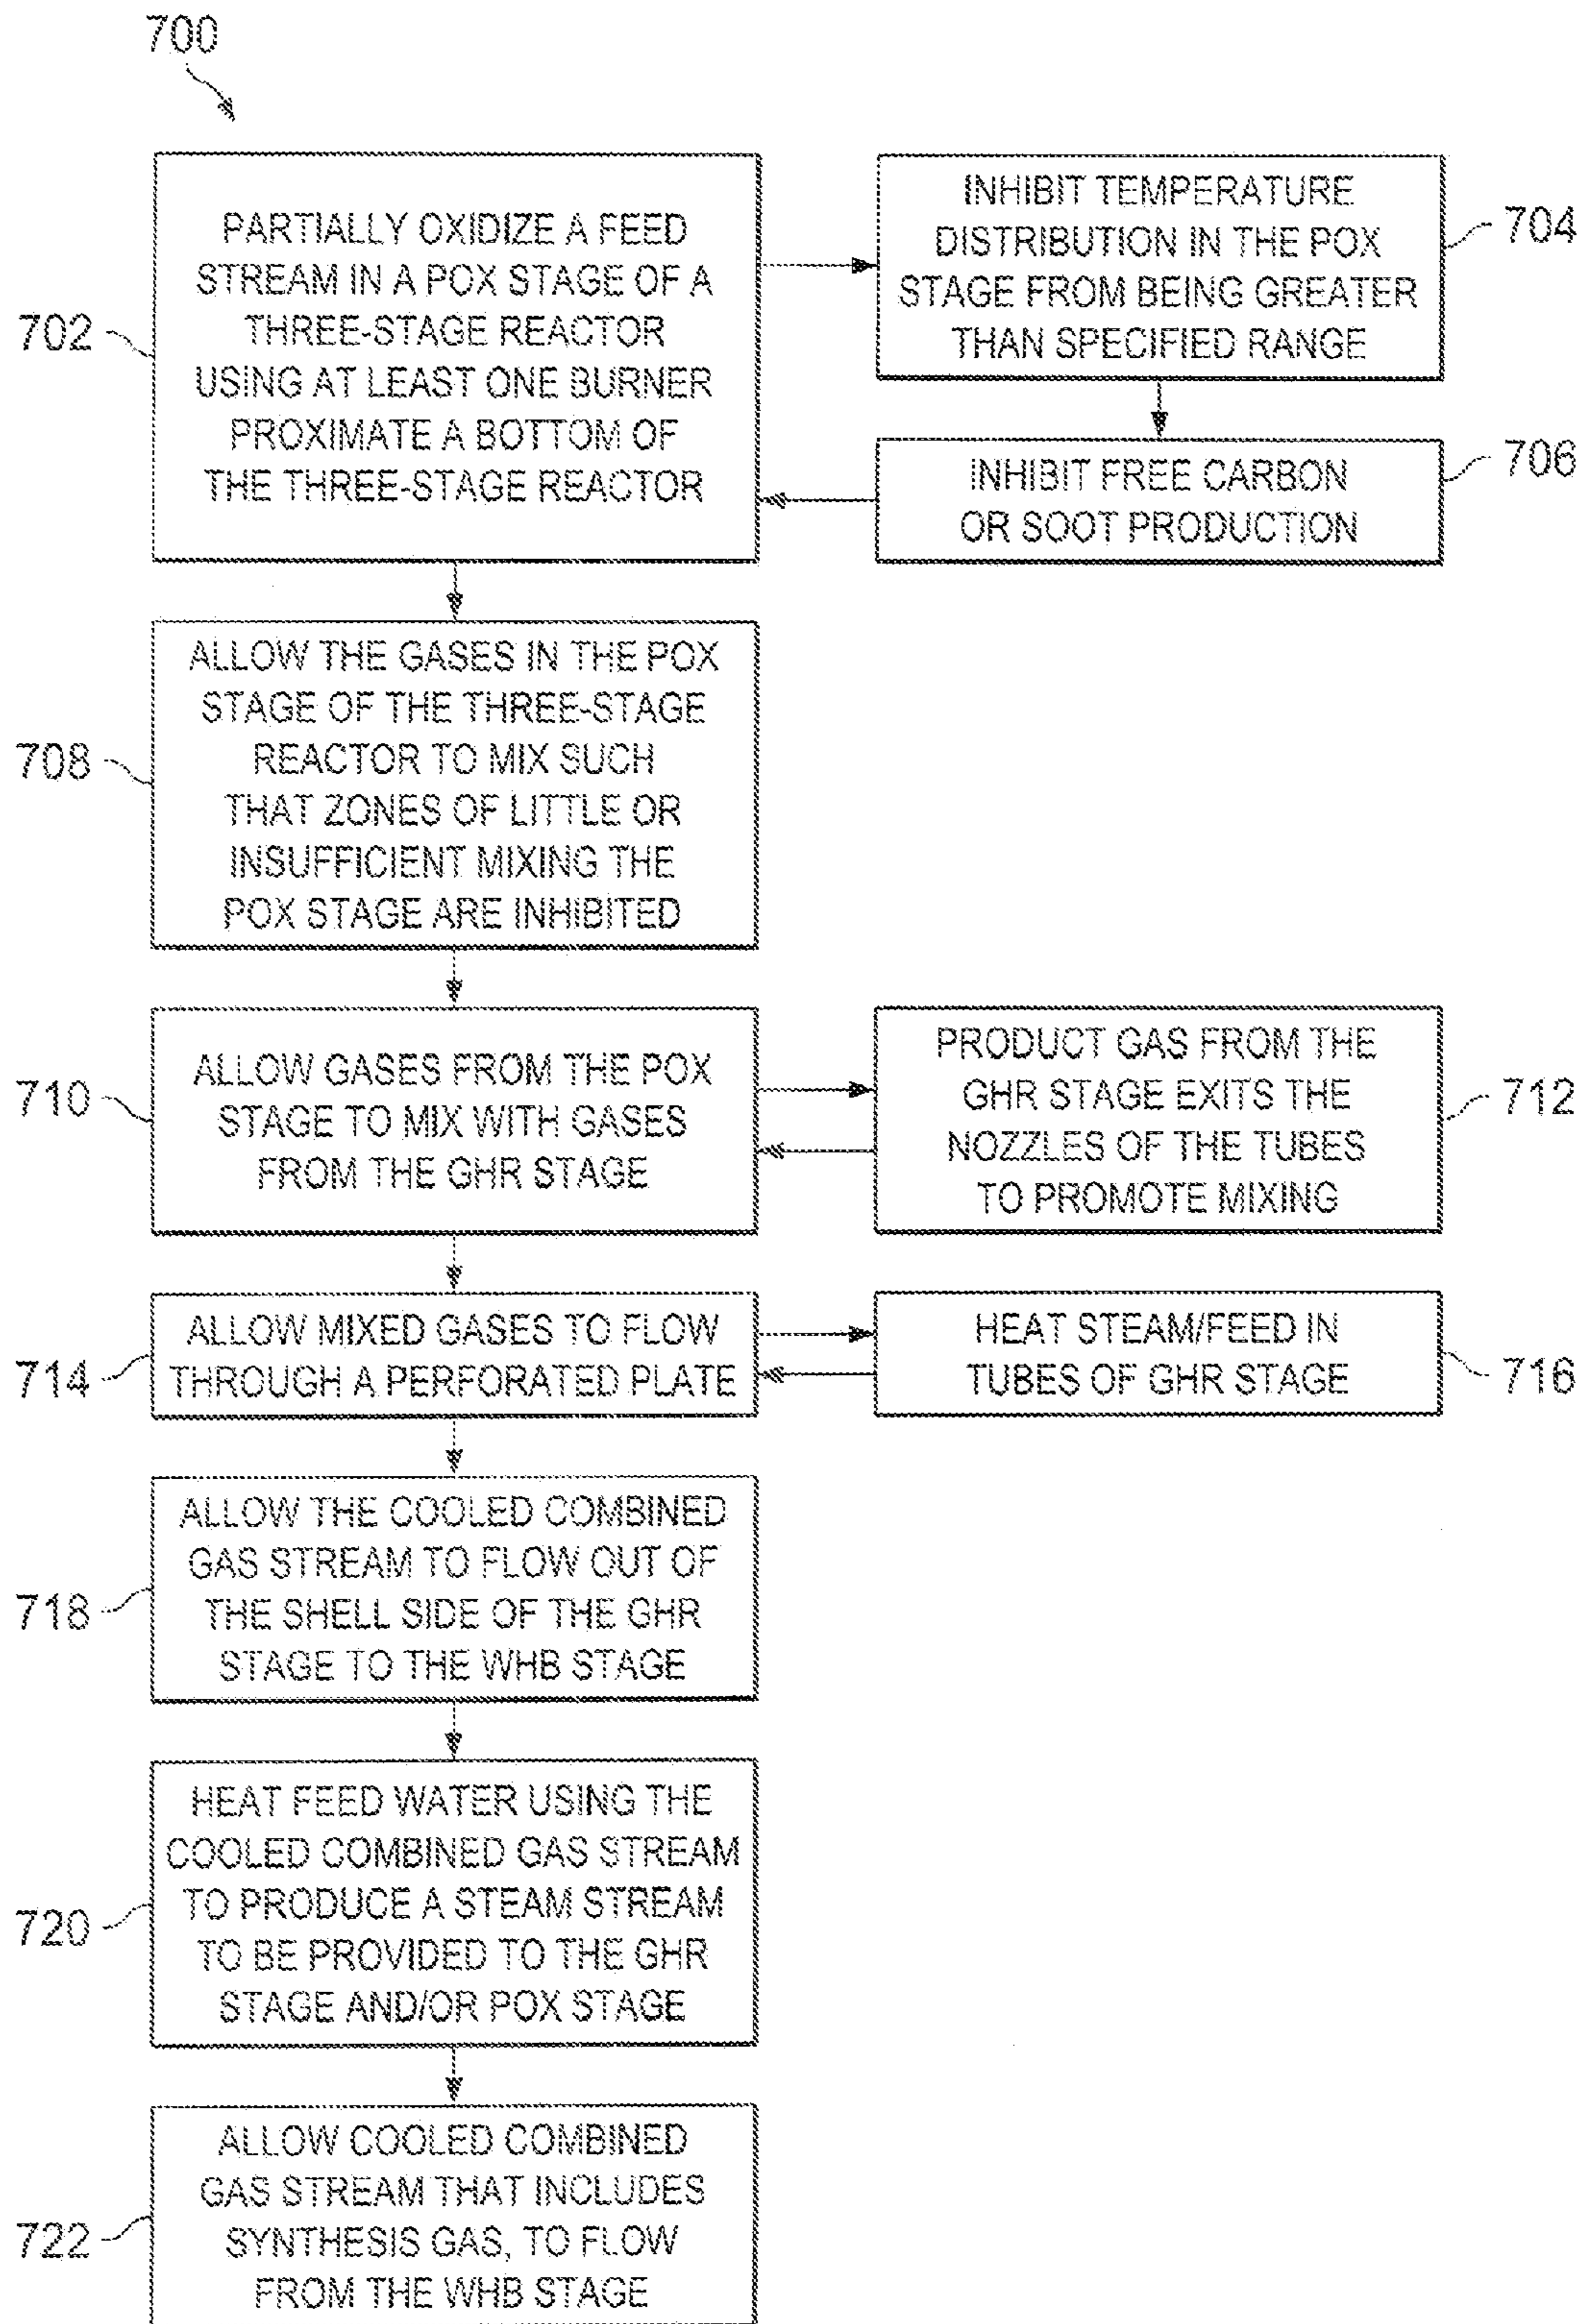 700
702
PARTIALLY OXIDIZE A FEED
STREAM IN A POX STAGE OF A
THREE-STAGE REACTOR
USING AT LEAST ONE BURNER
PROXIMATE A BOTTOM OF
THE THREE-STAGE REACTOR
INHIBIT TEMPERATURE
DISTRIBUTION IN THE POX
STAGE FROM BEING GREATER
THAN SPECIFIED RANGE
704
INHIBIT FREE CARBON
OR SOOT PRODUCTION
706
708
ALLOW THE GASES IN THE POX
STAGE OF THE THREE-STAGE
REACTOR TO MIX SUCH
THAT ZONES OF LITTLE OR
INSUFFICIENT MIXING THE
POX STAGE ARE INHIBITED
710
ALLOW GASES FROM THE POX
STAGE TO MIX WITH GASES
FROM THE GHR STAGE
PRODUCT GAS FROM THE
GHR STAGE EXITS THE
NOZZLES OF THE TUBES
TO PROMOTE MIXING
712
714
ALLOW MIXED GASES TO FLOW
THROUGH A PERFORATED PLATE
HEAT STEAM/FEED IN
TUBES OF GHR STAGE
716
718
ALLOW THE COOLED COMBINED
GAS STREAM TO FLOW OUT OF
THE SHELL SIDE OF THE GHR
STAGE TO THE WHB STAGE
720
HEAT FEED WATER USING THE
COOLED COMBINED GAS STREAM
TO PRODUCE A STEAM STREAM
TO BE PROVIDED TO THE GHR
STAGE AND/OR POX STAGE
722
ALLOW COOLED COMBINED
GAS STREAM THAT INCLUDES
SYNTHESIS GAS, TO FLOW
FROM THE WHB STAGE